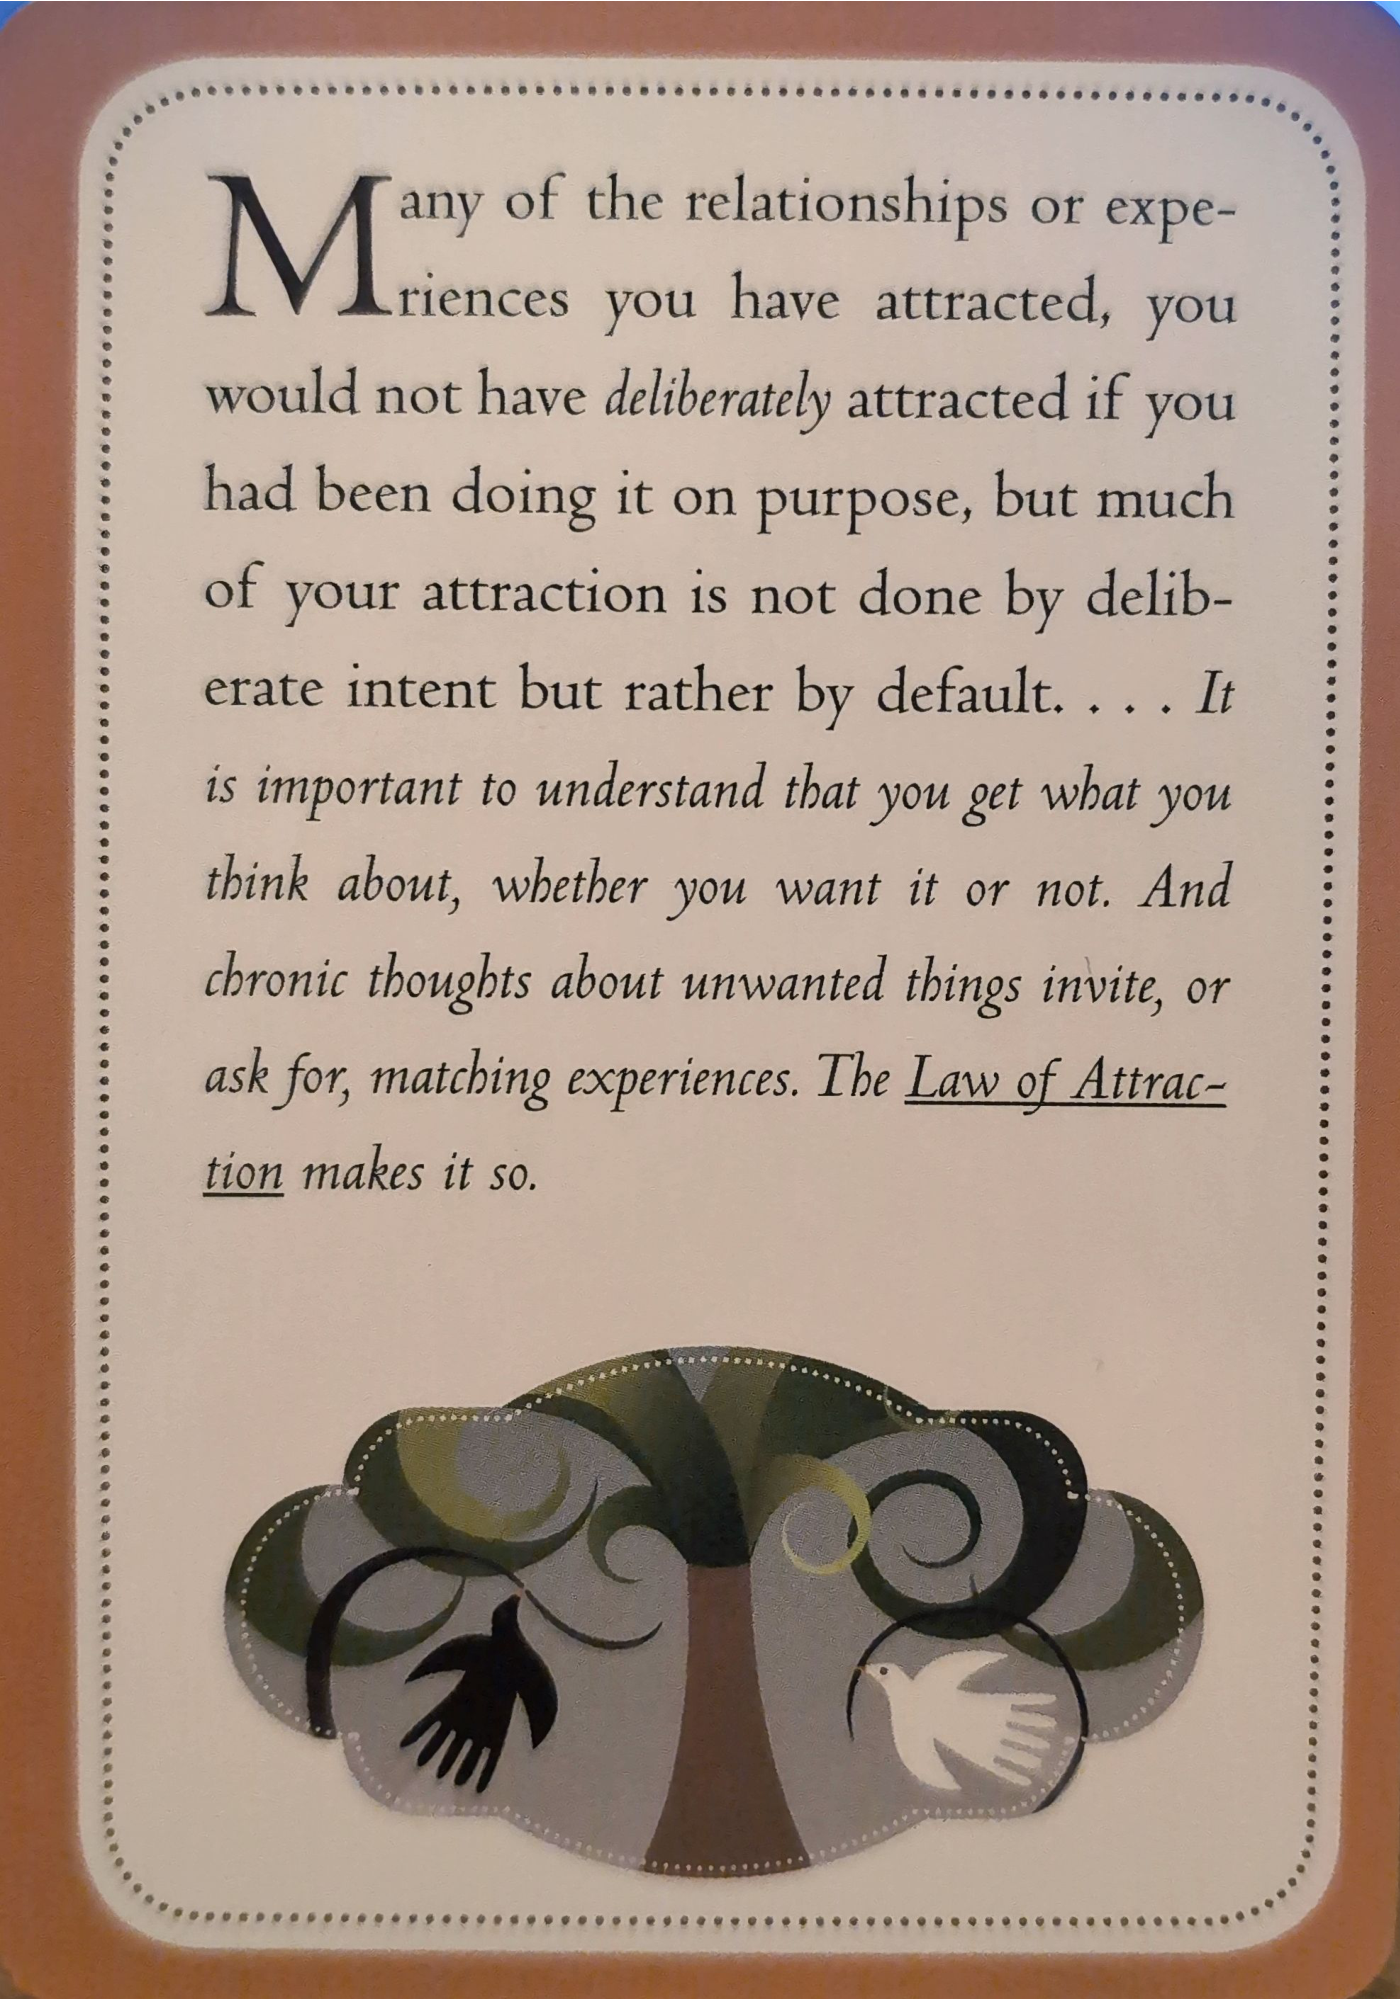 Many of the relationships or expe-
riences you have attracted, you
would not have deliberately attracted if you
had been doing it on purpose, but much
of your attraction is not done by delib-
erate intent but rather by default. . . . It
is important to understand that you get what you
think about, whether you want it or not. And
chronic thoughts about unwanted things invite, or
ask for, matching experiences. The Law of Attrac-
tion makes it so.